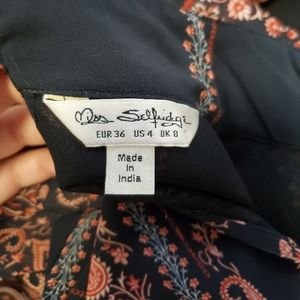 Miss Selfridge
EUR 36 US 4 UK 8
Made
in
India